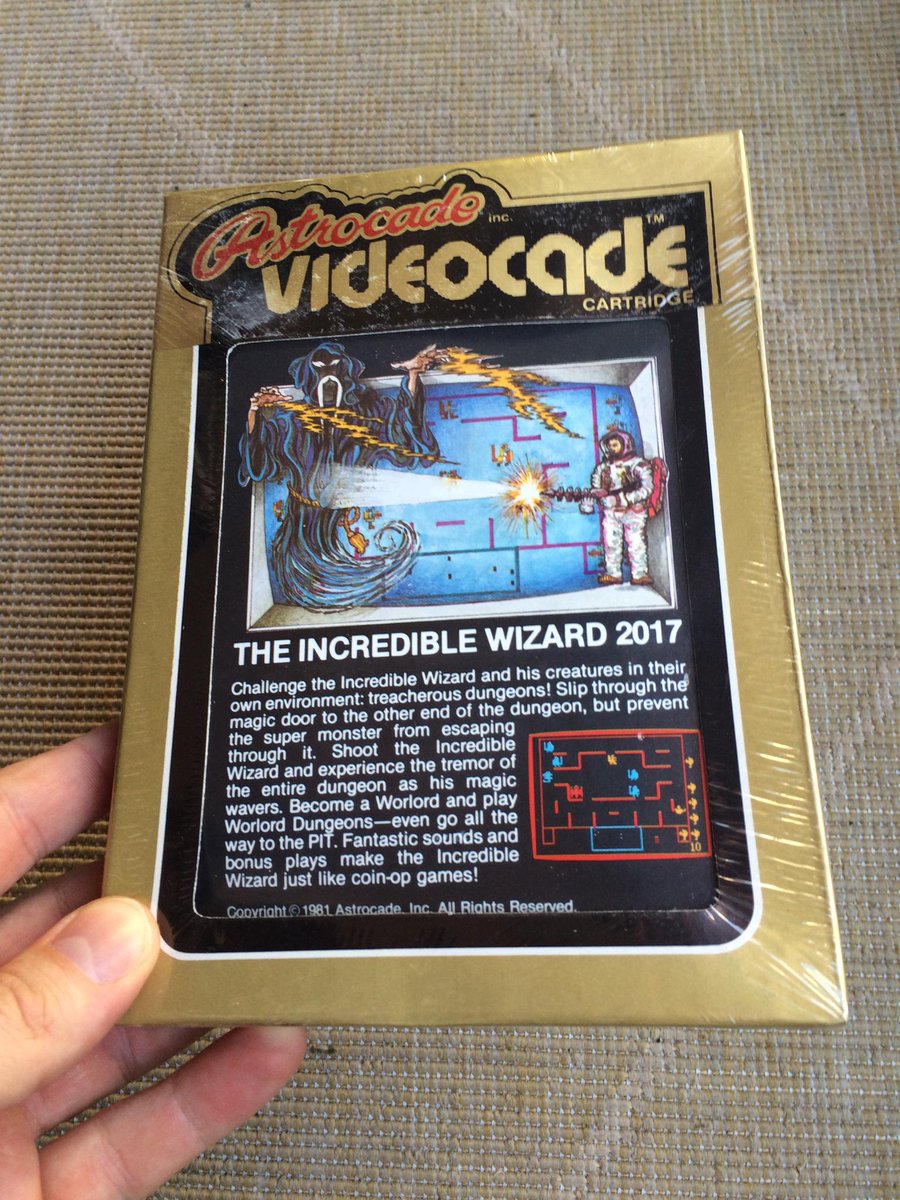 Astrocade inc.
VIDEOCADE™
CARTRIDGE
THE INCREDIBLE WIZARD 2017
Challenge the Incredible Wizard and his creatures in their
own environment: treacherous dungeons! Slip through the
magic door to the other end of the dungeon, but prevent
the super monster from escaping
through it. Shoot the Incredible
Wizard and experience the tremor of
the entire dungeon as his magic
wavers. Become a Worlord and play
Worlord Dungeons—even go all the
way to the PIT. Fantastic sounds and
bonus plays make the Incredible
Wizard just like coin-op games!
10
Copyright © 1981 Astrocade, Inc. All Rights Reserved.